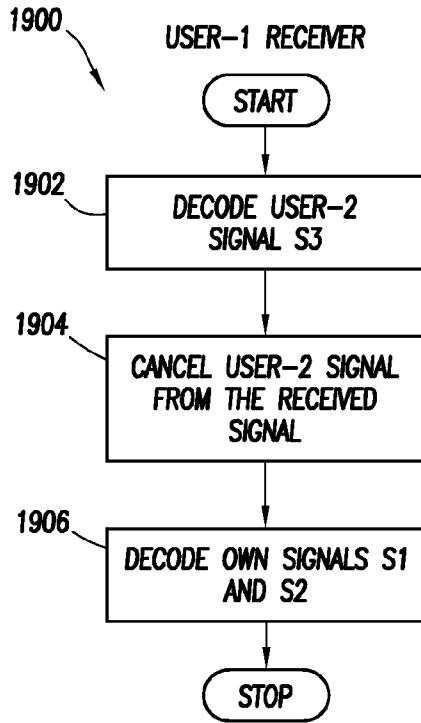 1900
USER-1 RECEIVER
START
1902
DECODE USER-2
SIGNAL S3
1904
CANCEL USER-2 SIGNAL
FROM THE RECEIVED
SIGNAL
1906
DECODE OWN SIGNALS S1
AND S2
STOP